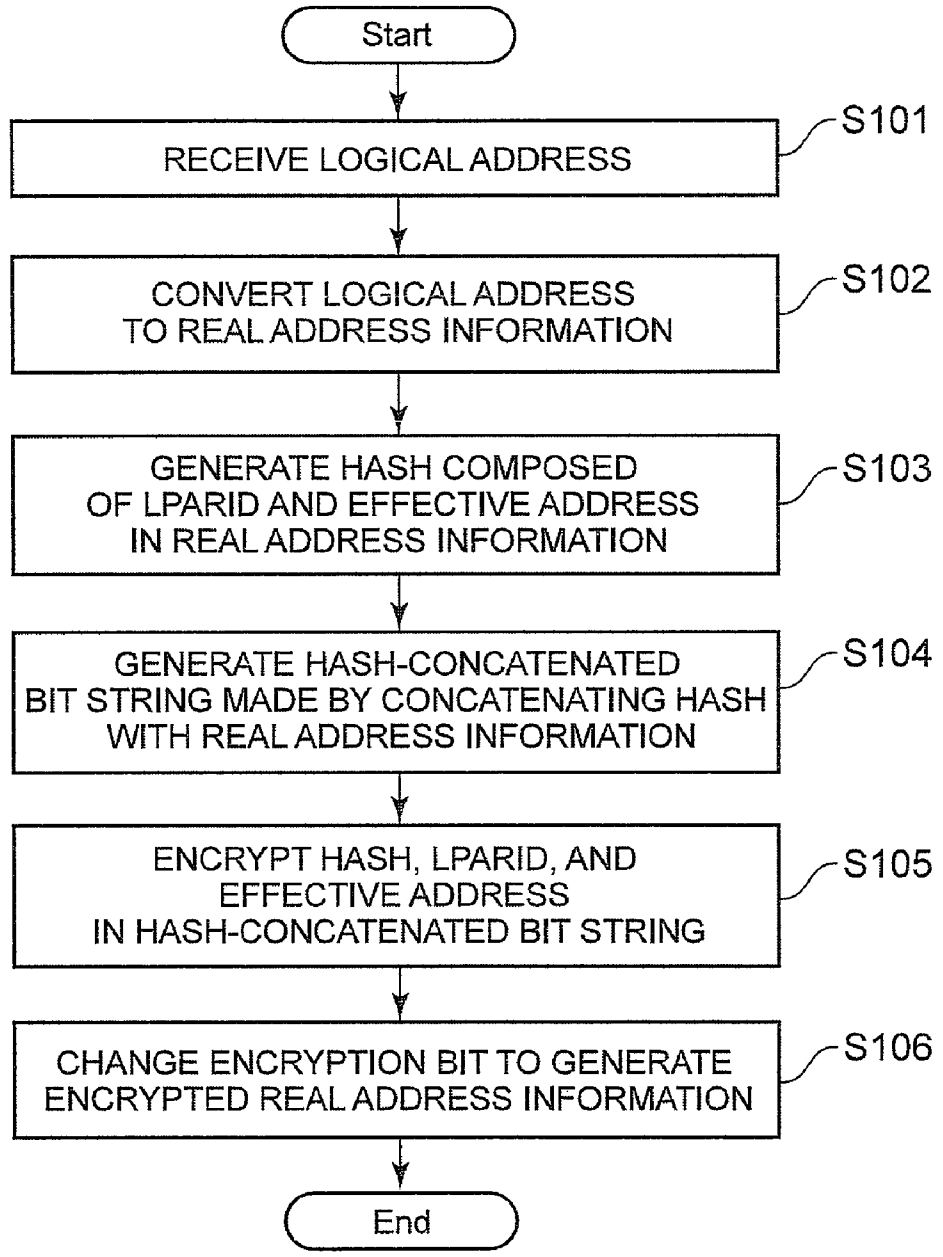 Start
S101
RECEIVE LOGICAL ADDRESS
S102
CONVERT LOGICAL ADDRESS
TO REAL ADDRESS INFORMATION
S103
GENERATE HASH COMPOSED
OF LPARID AND EFFECTIVE ADDRESS
IN REAL ADDRESS INFORMATION
S104
GENERATE HASH-CONCATENATED
BIT STRING MADE BY CONCATENATING HASH
WITH REAL ADDRESS INFORMATION
S105
ENCRYPT HASH, LPARID, AND
EFFECTIVE ADDRESS
IN HASH-CONCATENATED BIT STRING
S106
CHANGE ENCRYPTION BIT TO GENERATE
ENCRYPTED REAL ADDRESS INFORMATION
End